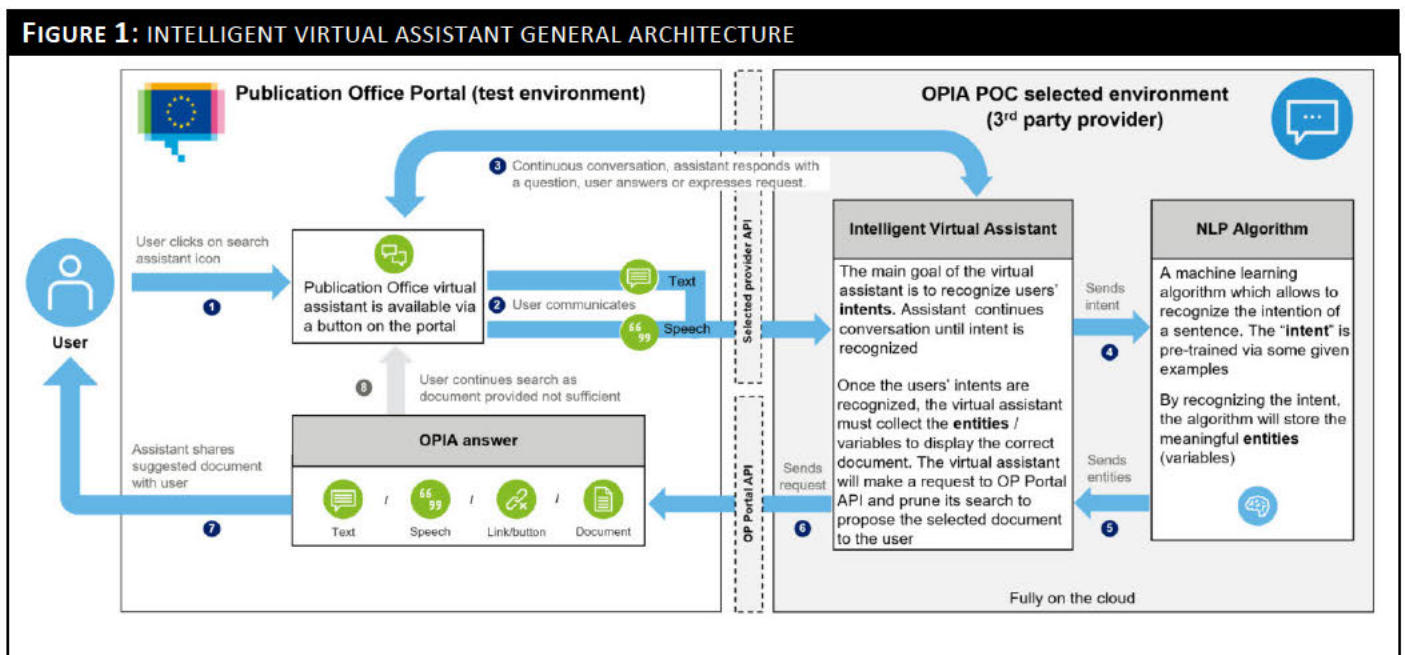 FIGURE 1: INTELLIGENT VIRTUAL ASSISTANT GENERAL ARCHITECTURE
Publication Office Portal (test environment)
OPIA POC selected environment
(3rd party provider)
3 Continuous conversation, assistant responds with
a question, user answers or expresses request.
User clicks on search
assistant icon
1
User
Publication Office virtual
assistant is available via
a button on the portal
2 User communicates
Text
Speech
Selected provider API
Intelligent Virtual Assistant
The main goal of the virtual
assistant is to recognize users'
intents. Assistant continues
conversation until intent is
recognized
Once the users' intents are
recognized, the virtual assistant
must collect the entities /
variables to display the correct
document. The virtual assistant
will make a request to OP Portal
API and prune its search to
propose the selected document
to the user
Sends
intent
4
NLP Algorithm
A machine learning
algorithm which allows to
recognize the intention of
a sentence. The "intent" is
pre-trained via some given
examples
By recognizing the intent,
the algorithm will store the
meaningful entities
(variables)
Sends
entities
5
Sends
request
6
OP Portal API
8
User continues search as
document provided not sufficient
OPIA answer
Text / Speech / Link/button / Document
Assistant shares
suggested document
with user
7
Fully on the cloud